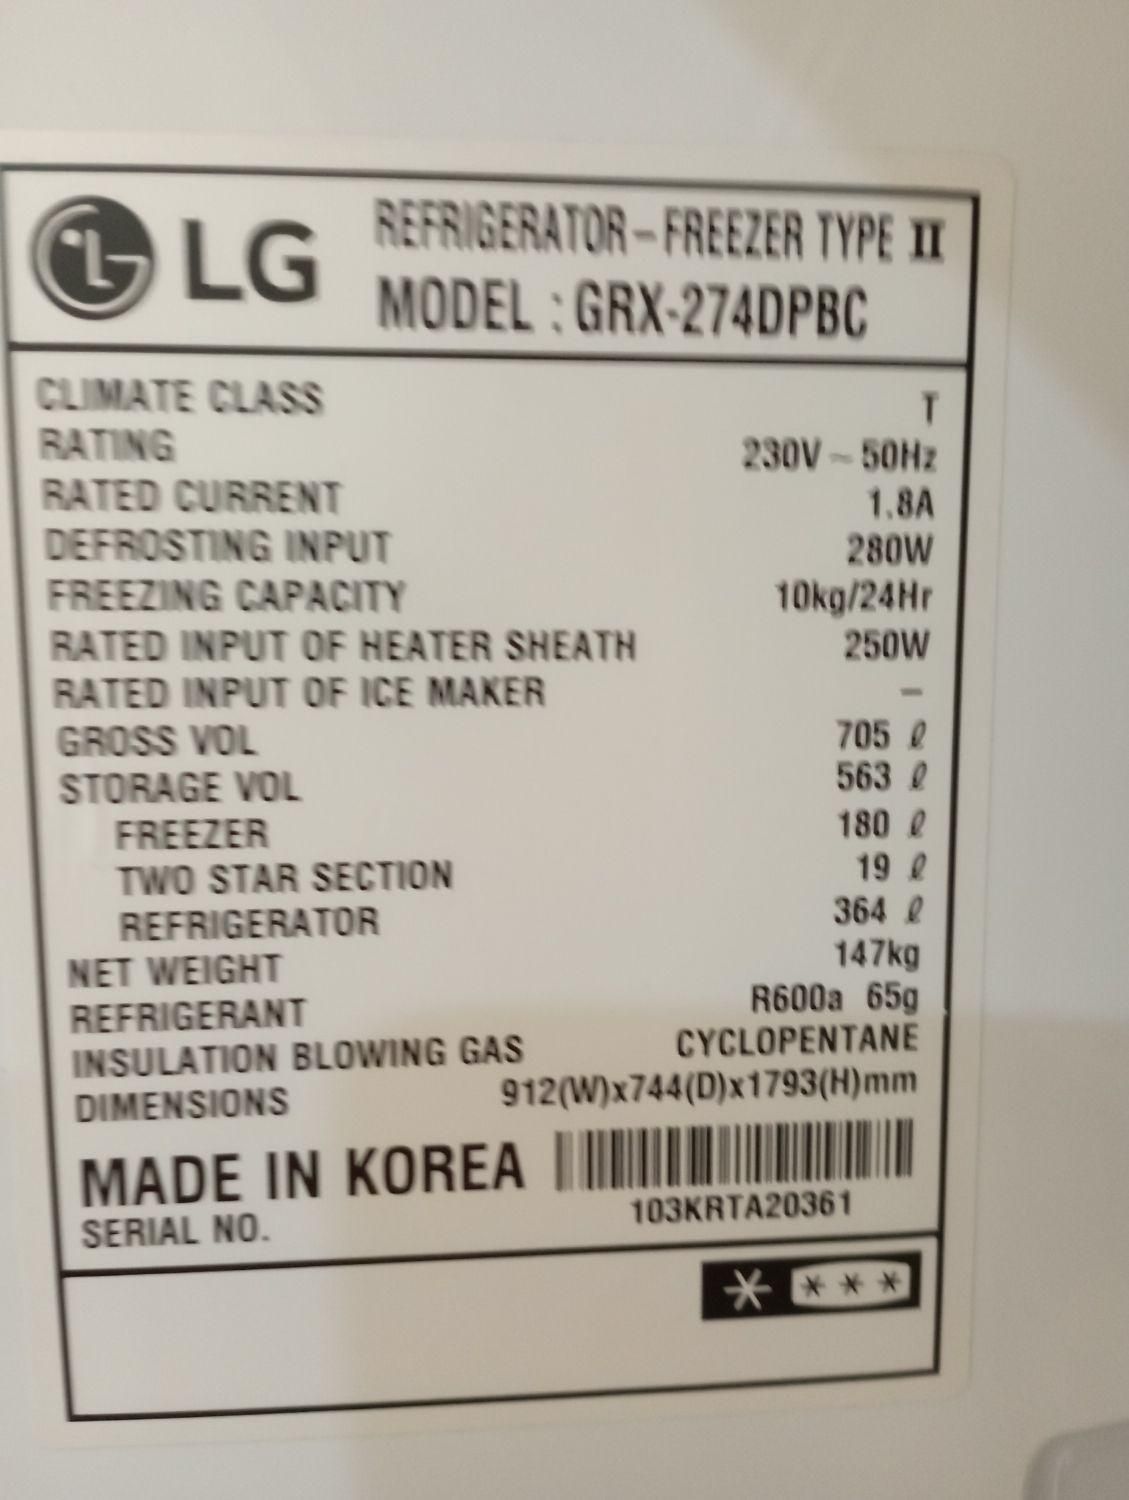 LG REFRIGERATOR-FREEZER TYPE II
MODEL : GRX-274DPBC
CLIMATE CLASS T
RATING 230V ~ 50Hz
RATED CURRENT 1.8A
DEFROSTING INPUT 280W
FREEZING CAPACITY 10kg/24Hr
RATED INPUT OF HEATER SHEATH 250W
RATED INPUT OF ICE MAKER –
GROSS VOL 705 ℓ
STORAGE VOL 563 ℓ
FREEZER 180 ℓ
TWO STAR SECTION 19 ℓ
REFRIGERATOR 364 ℓ
NET WEIGHT 147kg
REFRIGERANT R600a 65g
INSULATION BLOWING GAS CYCLOPENTANE
DIMENSIONS 912(W)x744(D)x1793(H)mm
MADE IN KOREA
SERIAL NO. 103KRTA20361
* ***